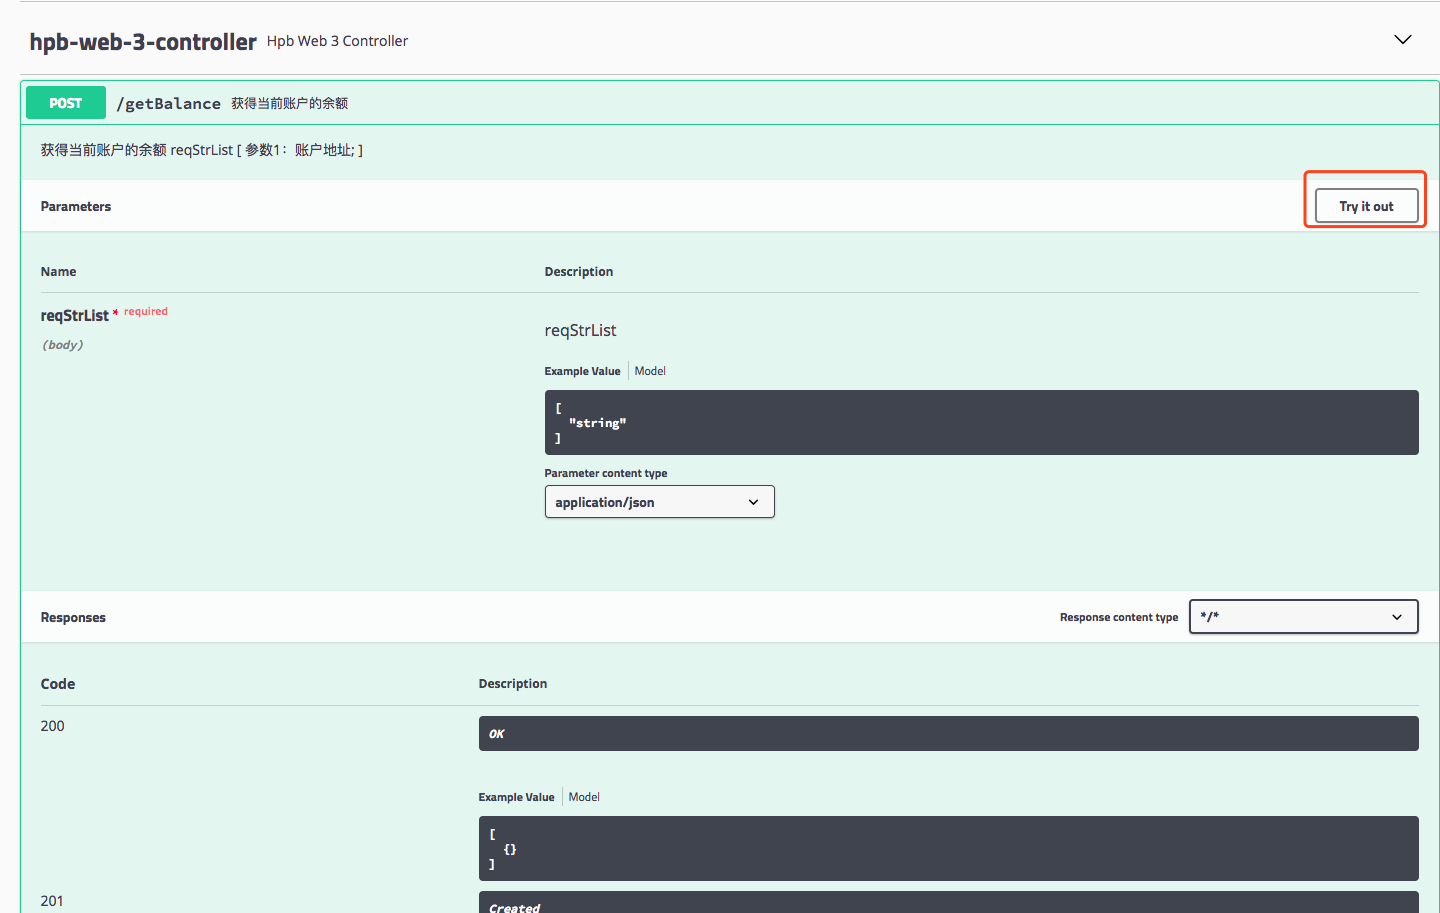 hpb-web-3-controller Hpb Web 3 Controller
POST /getBalance 获得当前账户的余额
获得当前账户的余额 reqStrList [ 参数1：账户地址; ]
Parameters
Try it out
Name Description
reqStrList * required
(body)
reqStrList
Example Value Model
[
"string"
]
Parameter content type
application/json
Responses
Response content type */*
Code Description
200
OK
Example Value Model
[
{}
]
201
Created